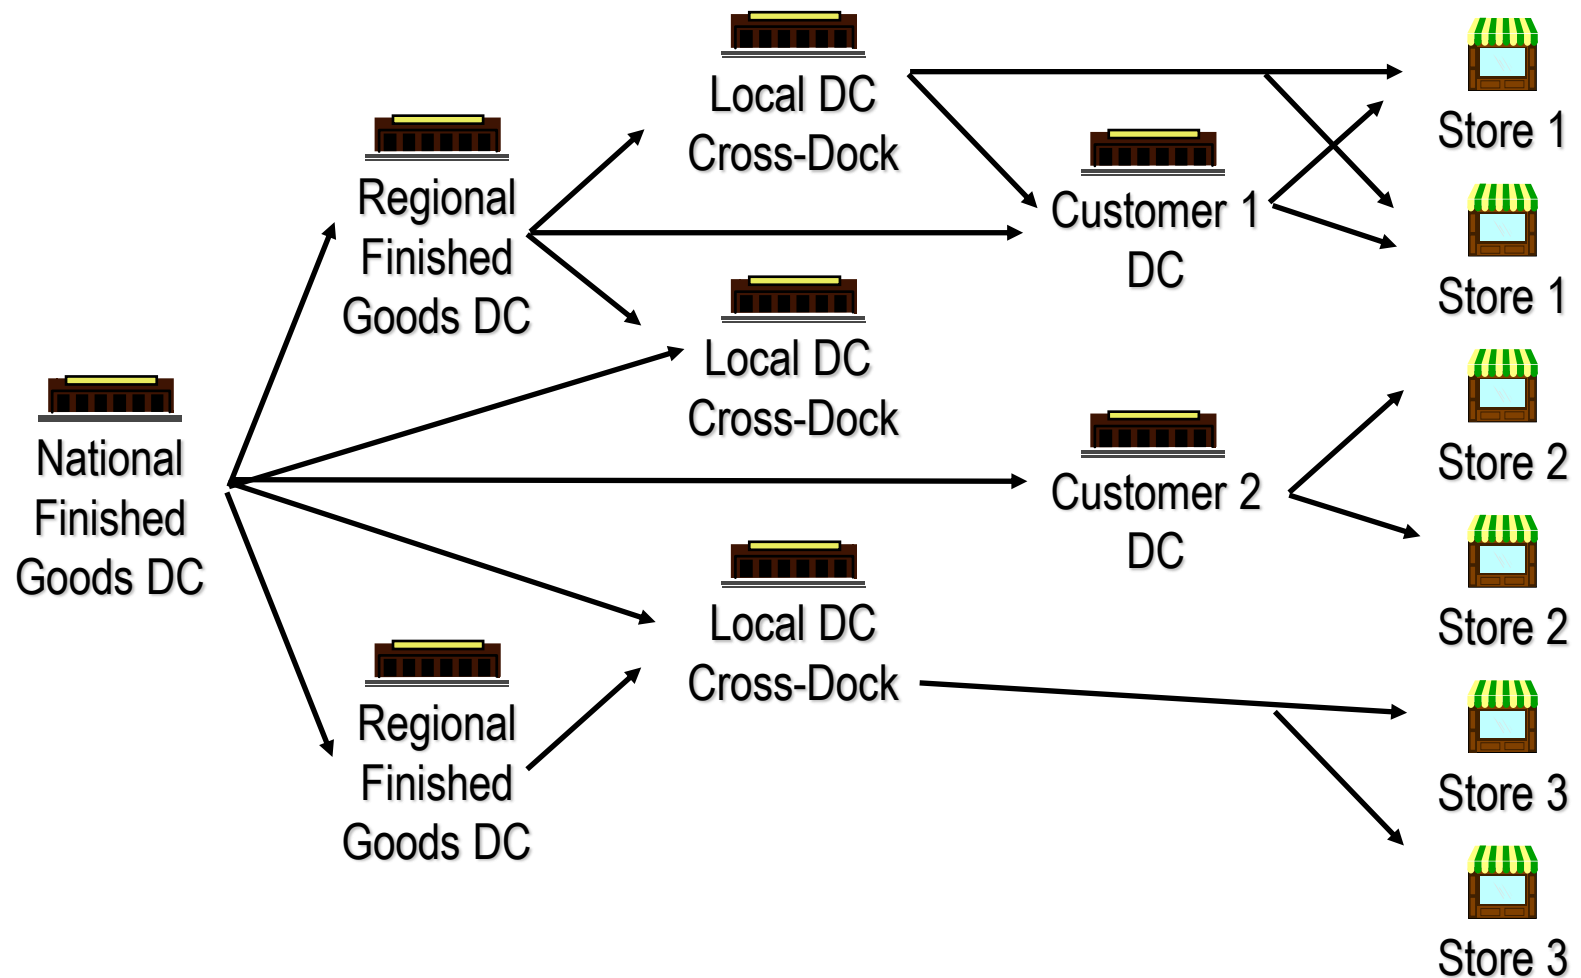 National
Finished
Goods DC
Regional
Finished
Goods DC
Regional
Finished
Goods DC
Local DC
Cross-Dock
Local DC
Cross-Dock
Local DC
Cross-Dock
Customer 1
DC
Customer 2
DC
Store 1
Store 1
Store 2
Store 2
Store 3
Store 3